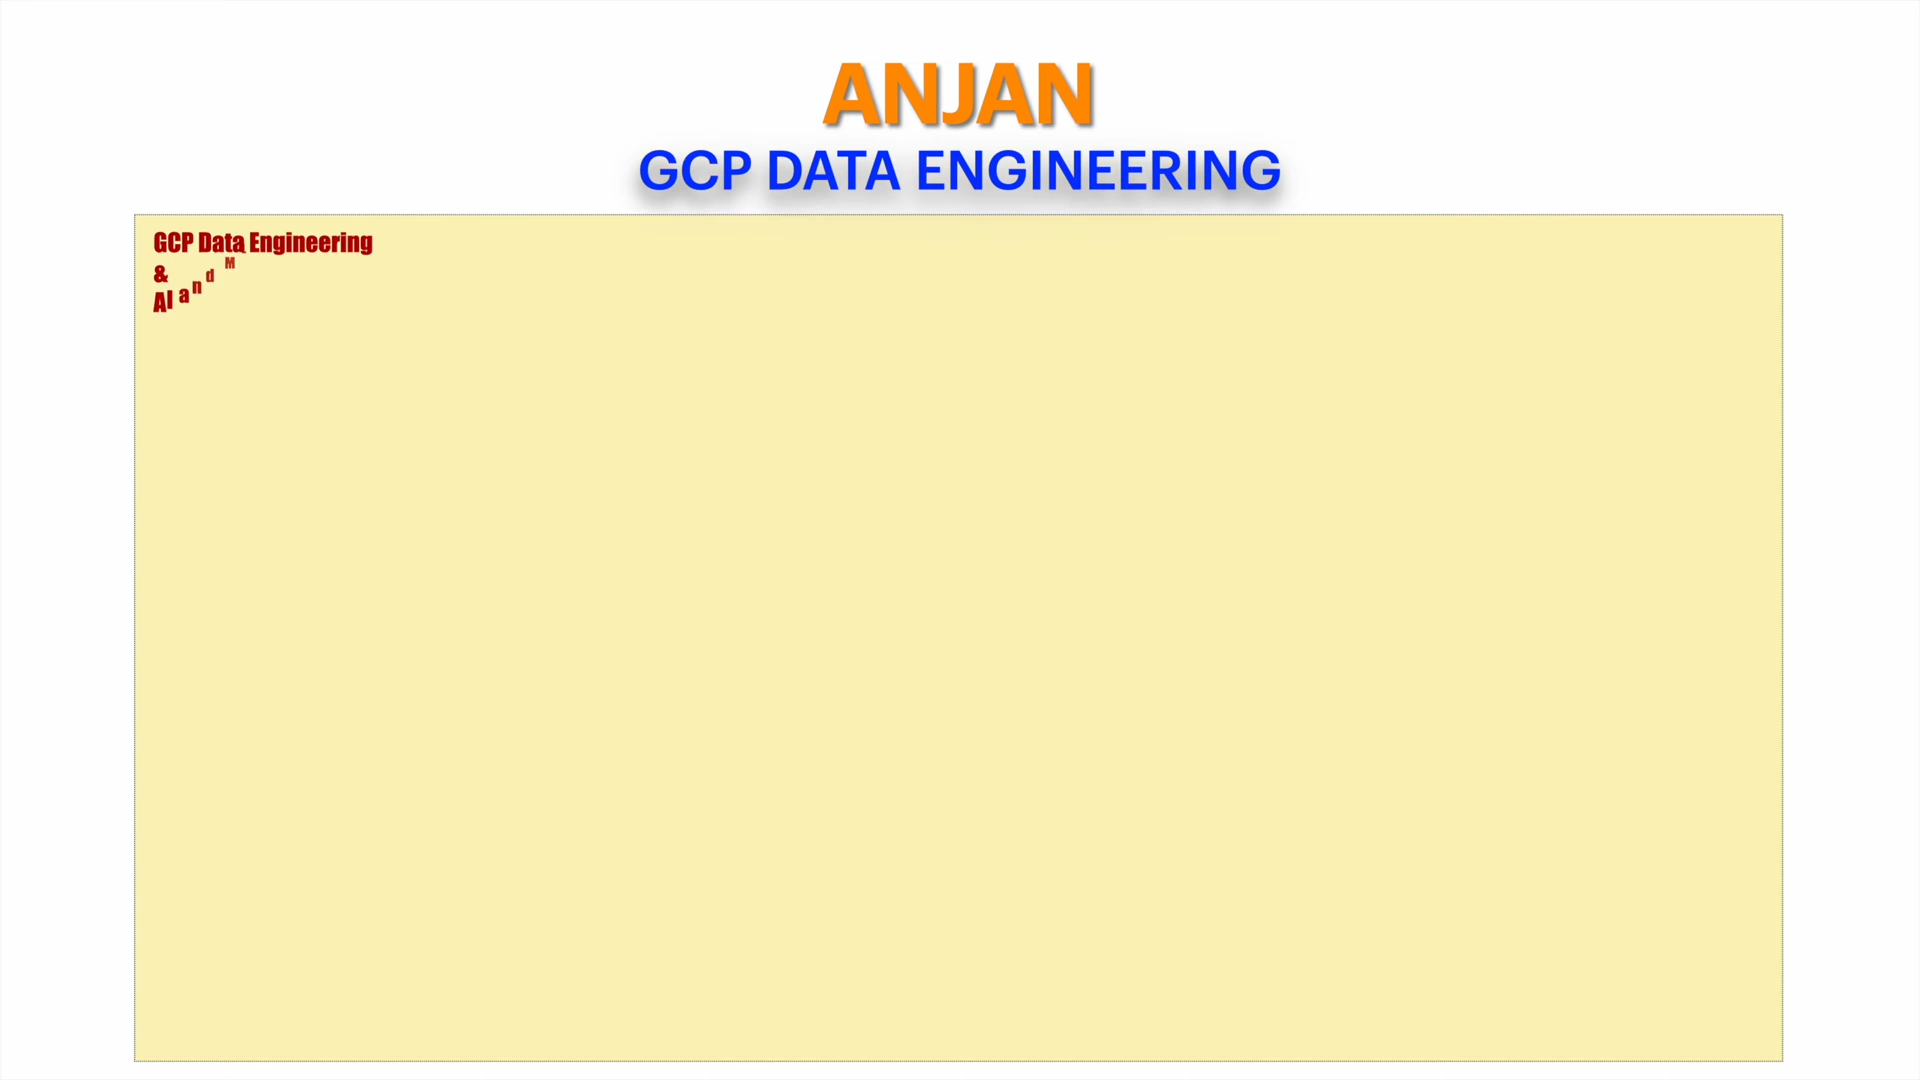 ANJAN
GCP DATA ENGINEERING
GCP Data Engineering
&
AI and M